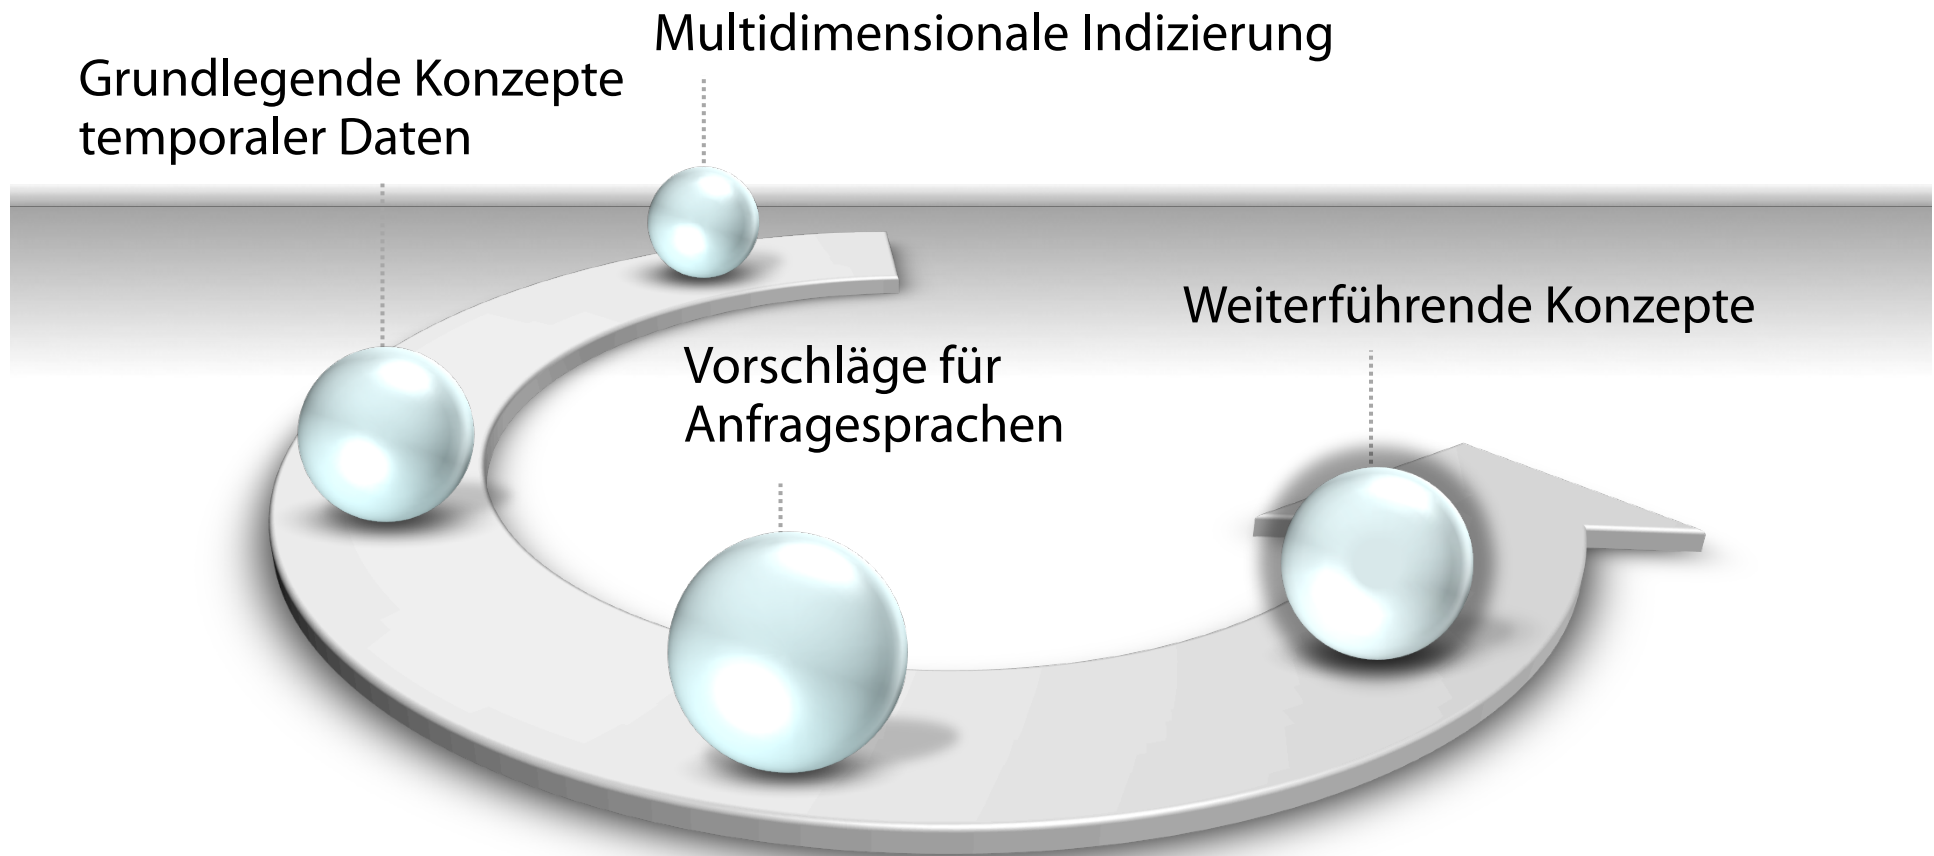 Multidimensionale Indizierung
Grundlegende Konzepte
temporaler Daten
Weiterführende Konzepte
Vorschläge für
Anfragesprachen